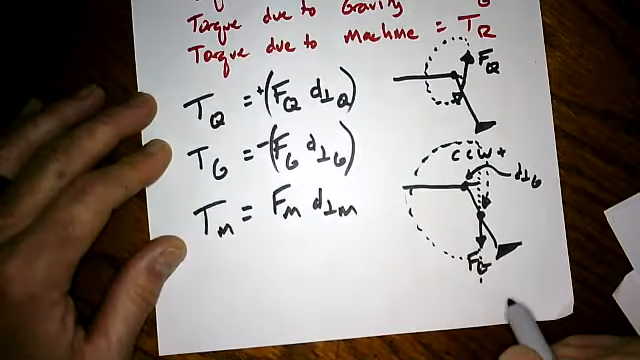 Torque due to Gravity
Torque due to Machine = TR
TQ = +(FQ d⊥Q)
TG = -(FG d⊥G)
TM = FM d⊥M
FQ
CCW +
d⊥G
FG